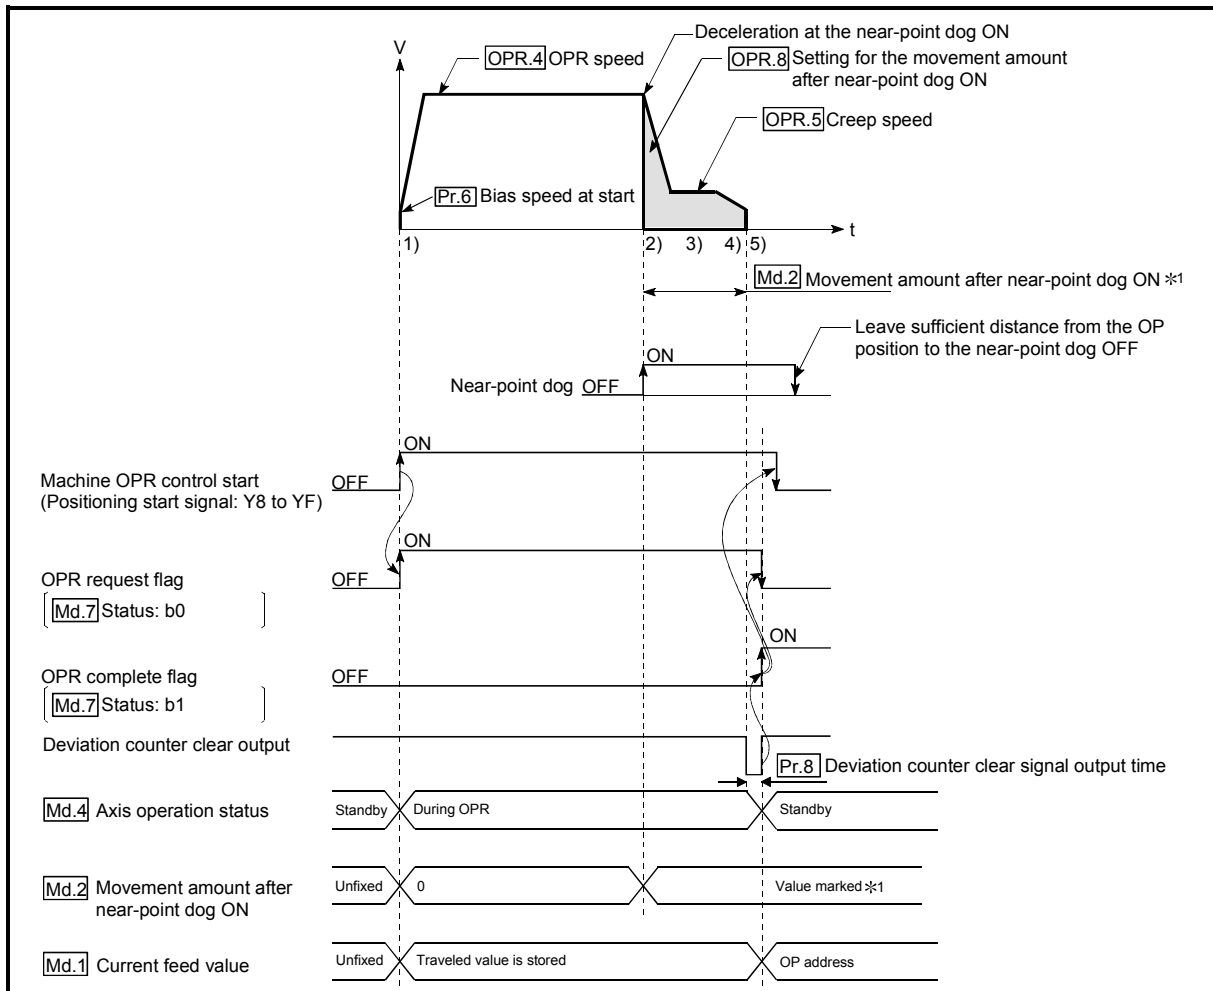 V
Deceleration at the near-point dog ON
OPR.4 OPR speed
OPR.8 Setting for the movement amount
after near-point dog ON
OPR.5 Creep speed
Pr.6 Bias speed at start
t
1) 2) 3) 4) 5)
Md.2 Movement amount after near-point dog ON *1
Leave sufficient distance from the OP
position to the near-point dog OFF
ON
Near-point dog OFF
ON
Machine OPR control start
(Positioning start signal: Y8 to YF)
OFF
ON
OPR request flag
OFF
Md.7 Status: b0
ON
OPR complete flag
OFF
Md.7 Status: b1
Deviation counter clear output
Pr.8 Deviation counter clear signal output time
Md.4 Axis operation status Standby During OPR Standby
Md.2 Movement amount after
near-point dog ON
Unfixed 0 Value marked *1
Md.1 Current feed value Unfixed Traveled value is stored OP address